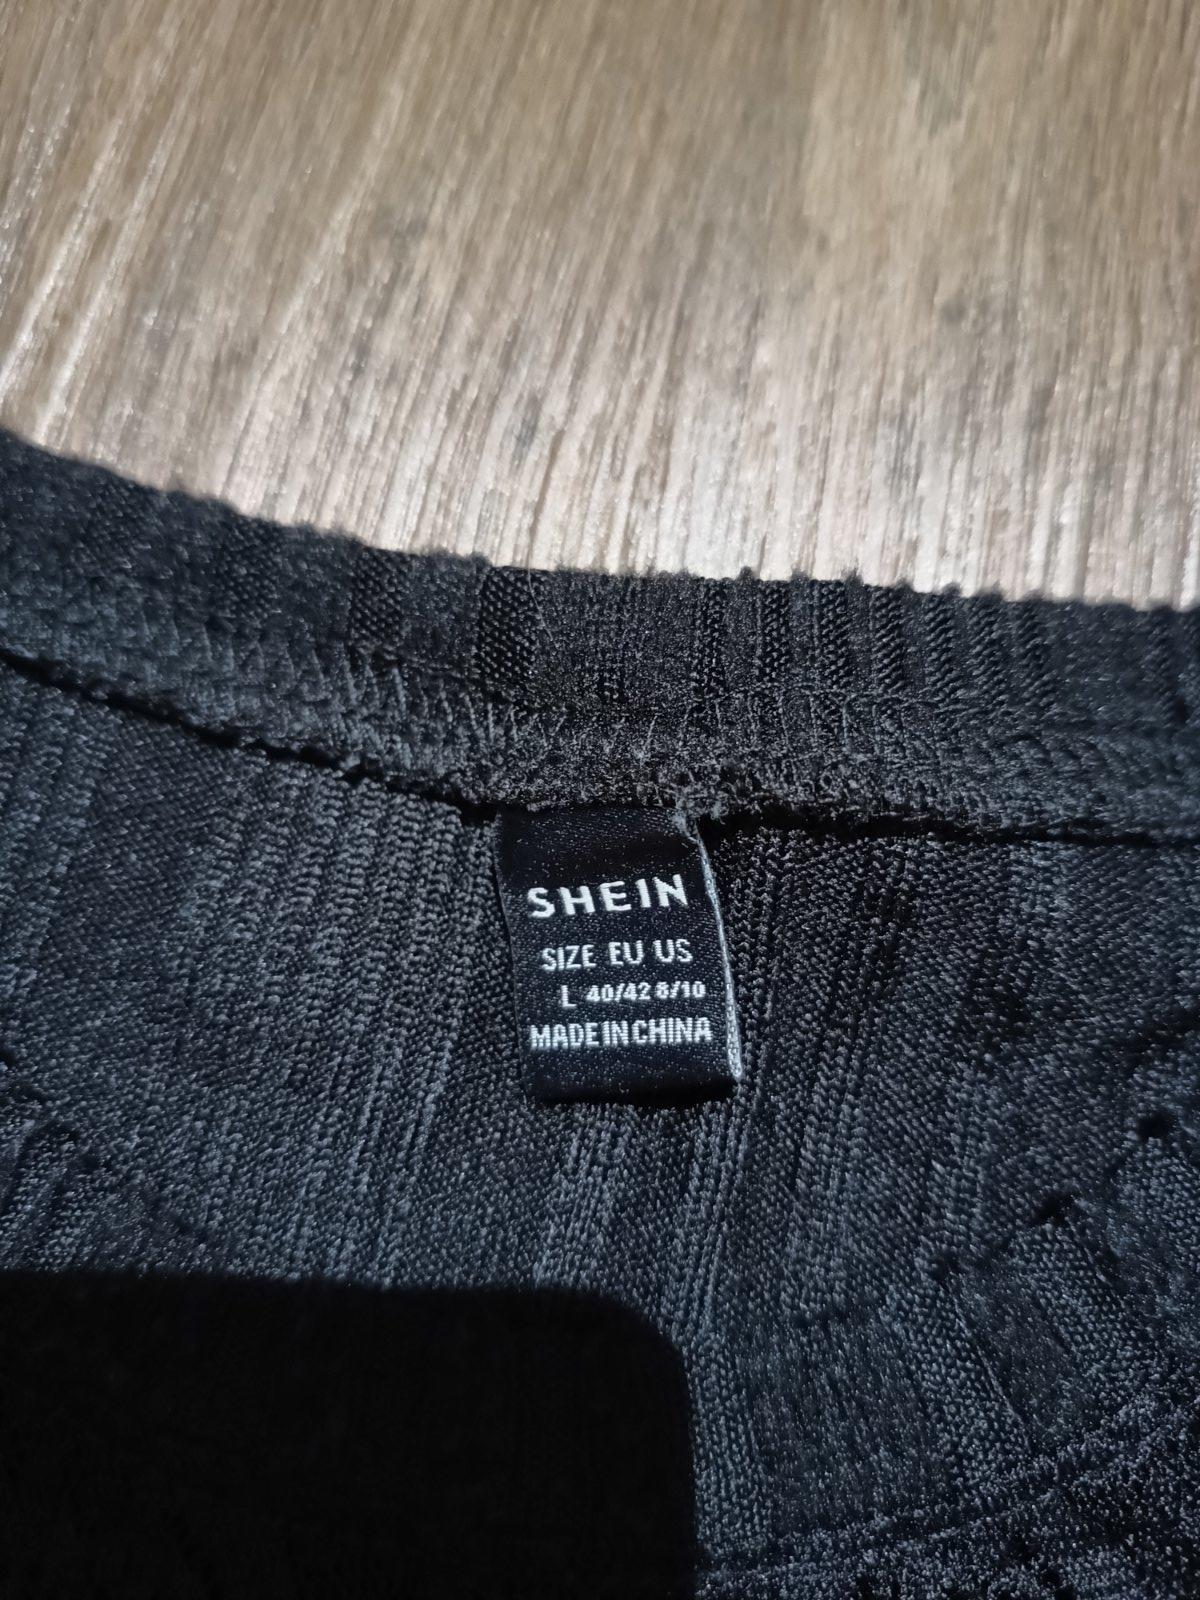 SHEIN
SIZE EU US
L 40/42 8/10
MADE IN CHINA